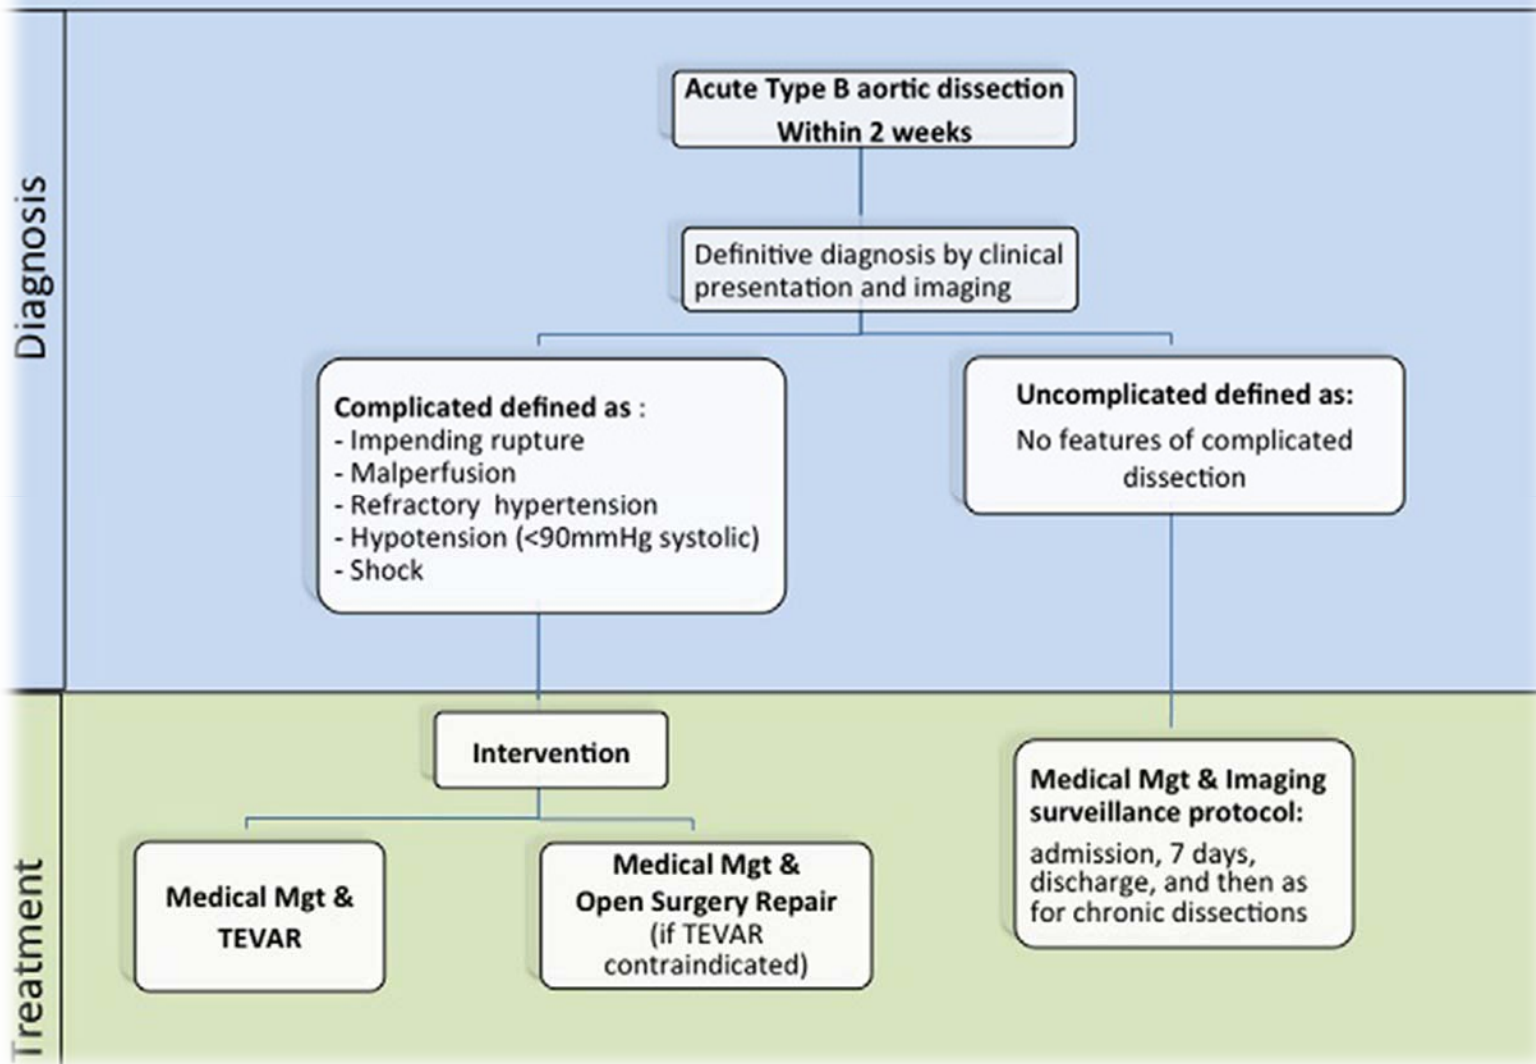 Diagnosis
Acute Type B aortic dissection
Within 2 weeks
Definitive diagnosis by clinical
presentation and imaging
Complicated defined as :
- Impending rupture
- Malperfusion
- Refractory  hypertension
- Hypotension (<90mmHg systolic)
- Shock
Uncomplicated defined as:
No features of complicated
dissection
Treatment
Intervention
Medical Mgt &
TEVAR
Medical Mgt &
Open Surgery Repair
(if TEVAR
contraindicated)
Medical Mgt & Imaging
surveillance protocol:
admission, 7 days,
discharge, and then as
for chronic dissections